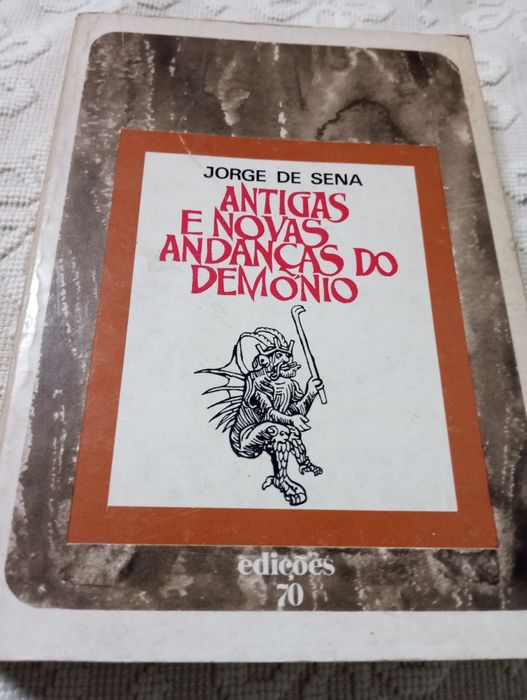 JORGE DE SENA
ANTIGAS
E NOVAS
ANDANÇAS DO
DEMÓNIO
edições
70